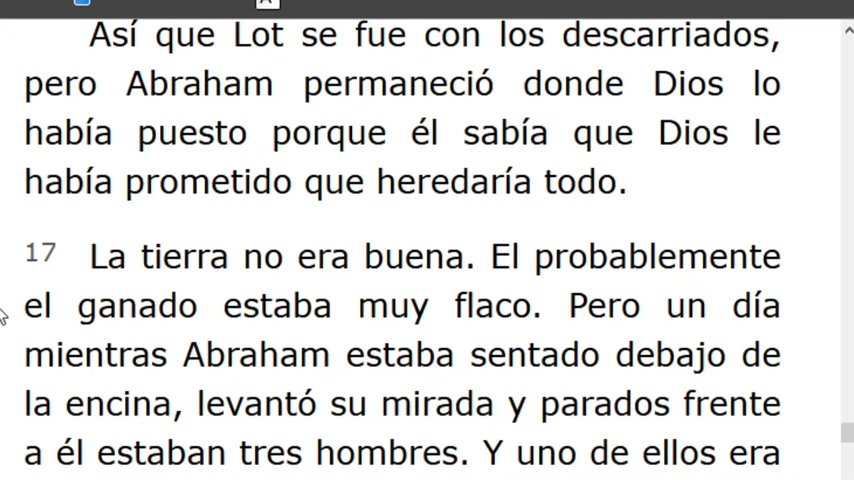 Así que Lot se fue con los descarriados,
pero Abraham permaneció donde Dios lo
había puesto porque él sabía que Dios le
había prometido que heredaría todo.
17 La tierra no era buena. El probablemente
el ganado estaba muy flaco. Pero un día
mientras Abraham estaba sentado debajo de
la encina, levantó su mirada y parados frente
a él estaban tres hombres. Y uno de ellos era